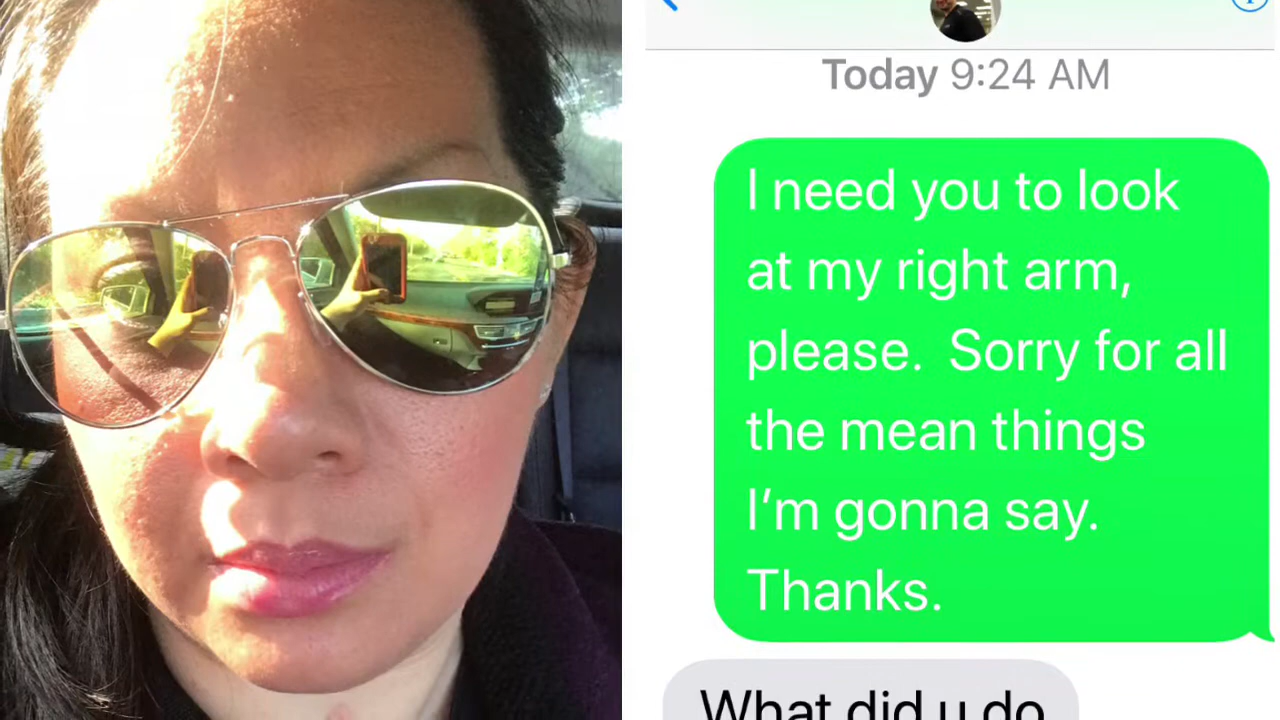 Today 9:24 AM
I need you to look
at my right arm,
please.  Sorry for all
the mean things
I’m gonna say.
Thanks.
What did u do